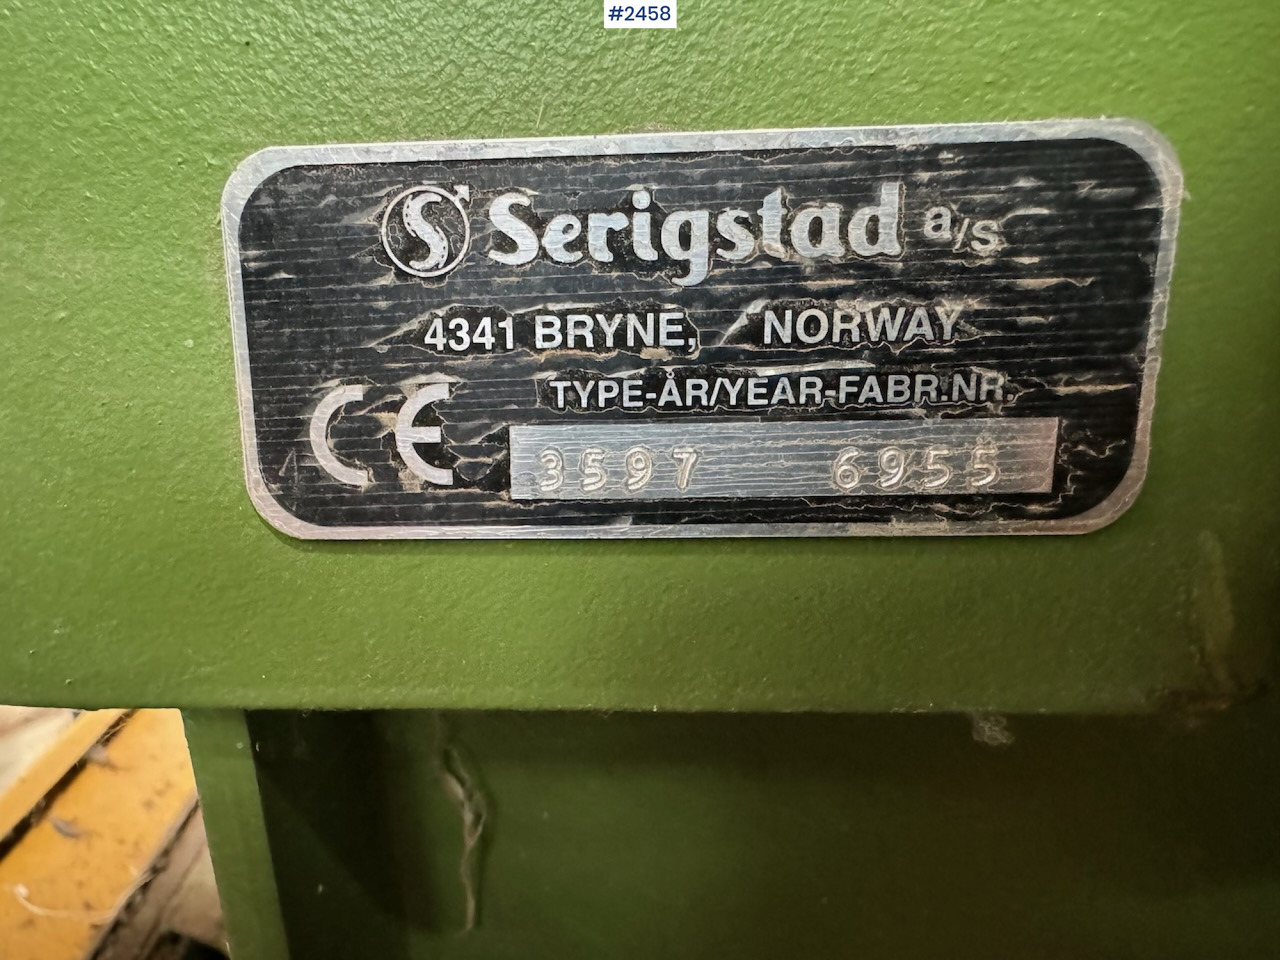 #2458
Serigstad a/s
4341 BRYNE, NORWAY
TYPE-ÅR/YEAR-FABR.NR.
CE
3597 6955